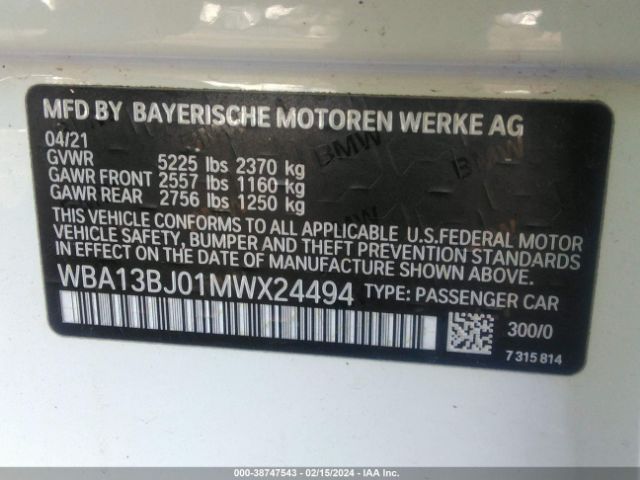 MFD BY BAYERISCHE MOTOREN WERKE AG
04/21
GVWR 5225 lbs 2370 kg
GAWR FRONT 2557 lbs 1160 kg
GAWR REAR 2756 lbs 1250 kg
THIS VEHICLE CONFORMS TO ALL APPLICABLE U.S.FEDERAL MOTOR
VEHICLE SAFETY, BUMPER AND THEFT PREVENTION STANDARDS
IN EFFECT ON THE DATE OF MANUFACTURE SHOWN ABOVE.
WBA13BJ01MWX24494 TYPE: PASSENGER CAR
300/0
7 315 814
BMW
BMW
000-38747543 - 02/15/2024 - IAA Inc.